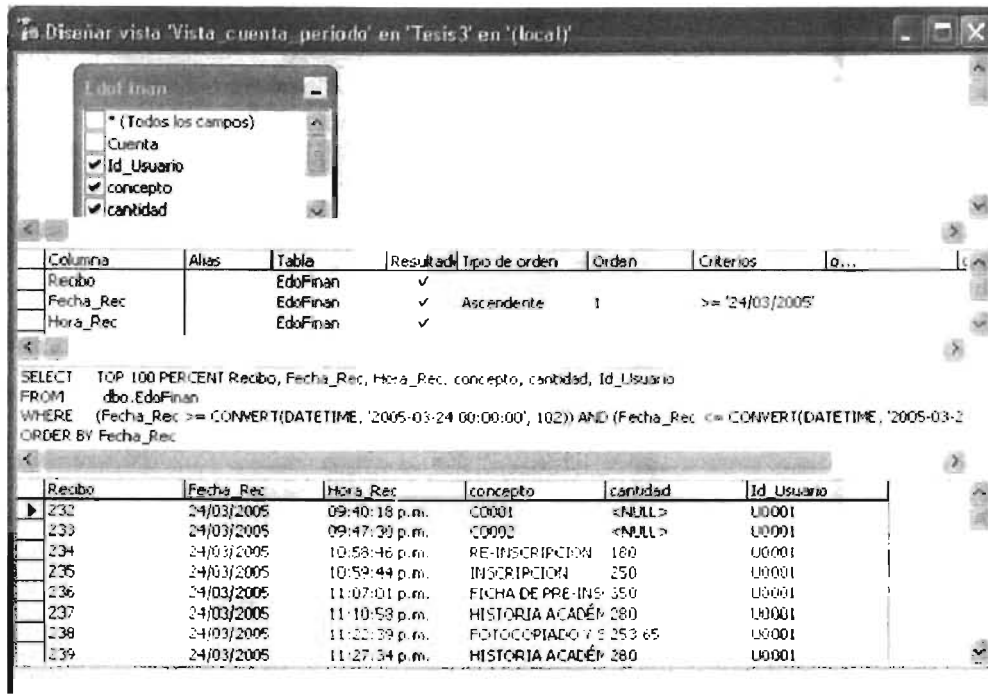 Diseñar vista 'Vista_cuenta_periodo' en 'Tesis3' en '(local)'
EdoFinan
* (Todos los campos)
Cuenta
Id_Usuario
concepto
cantidad
Columna Alias Tabla Resultado Tipo de orden Orden Criterios o...
Recibo EdoFinan
Fecha_Rec EdoFinan Ascendente 1 >= '24/03/2005'
Hora_Rec EdoFinan
SELECT TOP 100 PERCENT Recibo, Fecha_Rec, Hora_Rec, concepto, cantidad, Id_Usuario
FROM dbo.EdoFinan
WHERE (Fecha_Rec >= CONVERT(DATETIME, '2005-03-24 00:00:00', 102)) AND (Fecha_Rec <= CONVERT(DATETIME, '2005-03-2
ORDER BY Fecha_Rec
Recibo Fecha_Rec Hora_Rec concepto cantidad Id_Usuario
232 24/03/2005 09:40:18 p.m. C0001 <NULL> U0001
233 24/03/2005 09:47:30 p.m. C0002 <NULL> U0001
234 24/03/2005 10:58:46 p.m. RE-INSCRIPCION 180 U0001
235 24/03/2005 10:59:44 p.m. INSCRIPCION 250 U0001
236 24/03/2005 11:07:01 p.m. FICHA DE PRE-INS 350 U0001
237 24/03/2005 11:10:58 p.m. HISTORIA ACADÉM 280 U0001
238 24/03/2005 11:22:39 p.m. FOTOCOPIADO Y S 253.65 U0001
239 24/03/2005 11:27:34 p.m. HISTORIA ACADÉM 280 U0001